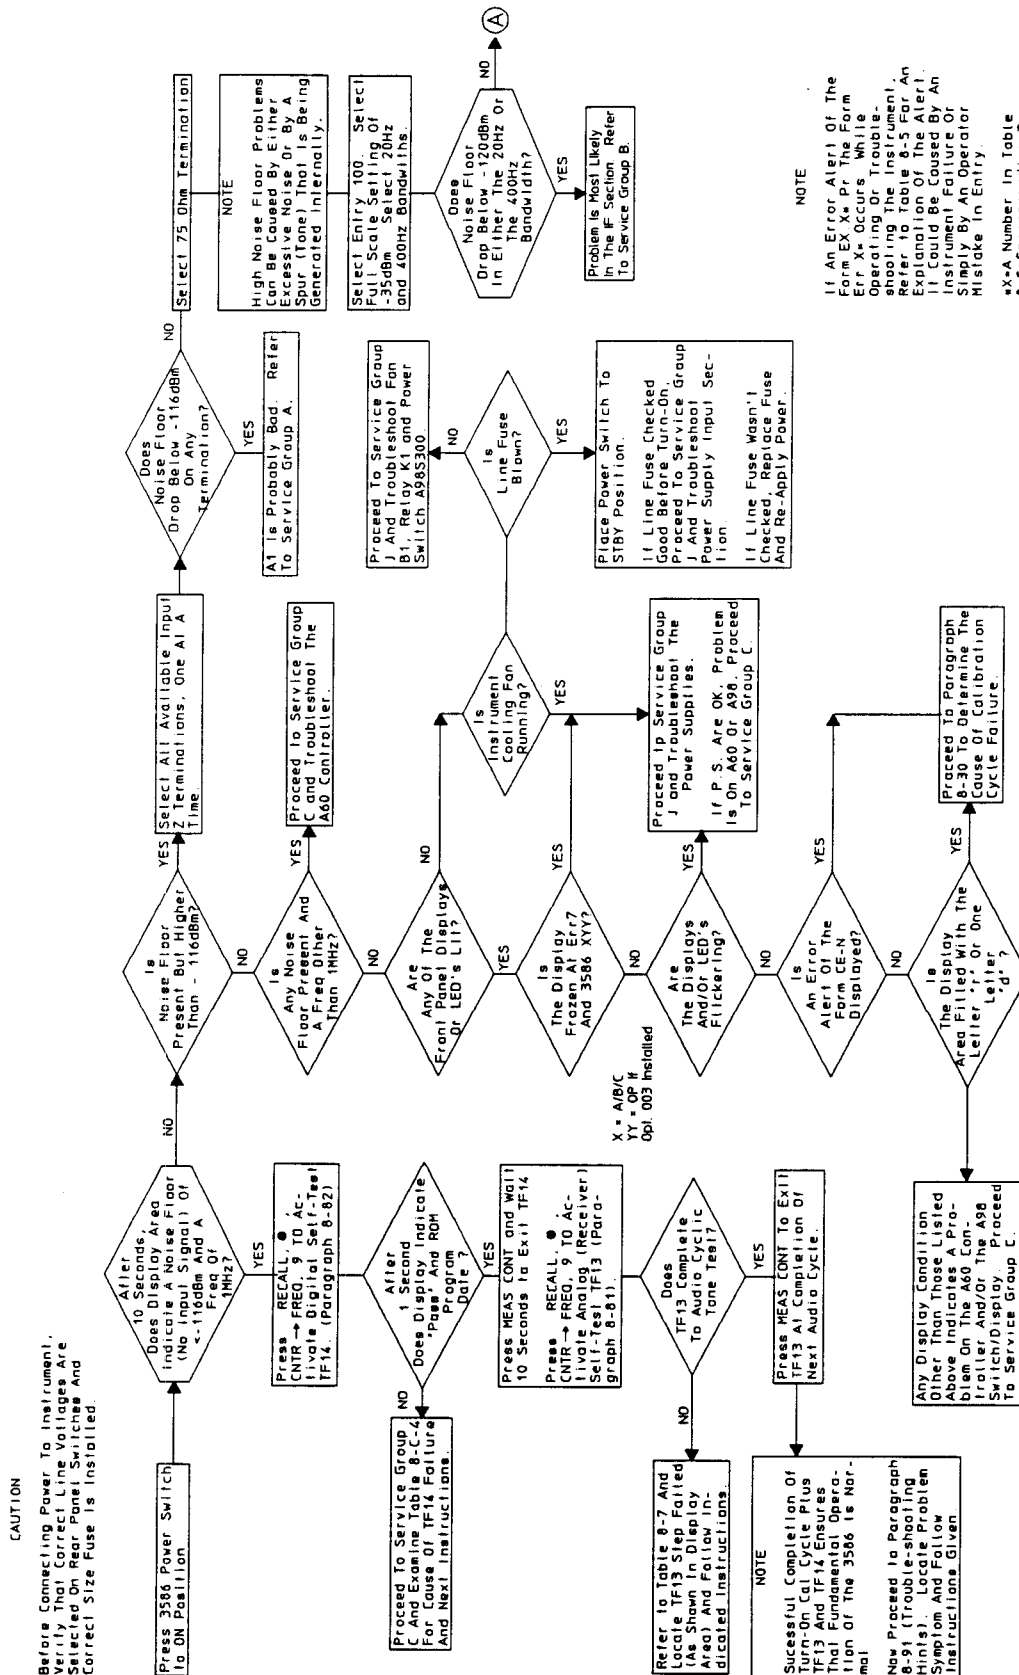 CAUTION
Before Connecting Power To Instrument,
Verify That Correct Line Voltages Are
Selected On Rear Panel Switches And
Correct Size Fuse Is Installed.
Press 3586 Power Switch
to ON Position
After
10 Seconds,
Does Display Area
Indicate A Noise Floor
(No Input Signal) Of
<-116dBm And A
Freq Of
1MHz?
NO
YES
Press RECALL, ●
CNTR → FREQ, 9 TO Ac-
tivate Digital Self-Test
TF14. (Paragraph 8-82)
After
1 Second
Does Display Indicate
"Pass" And ROM
Program
Date ?
NO
YES
Proceed To Service Group
C And Examine Table 8-C-4
For Cause Of TF14 Failure
And Next Instructions.
Press MEAS CONT and Wait
10 Seconds to Exit TF14
Press RECALL, ●
CNTR → FREQ, 9 TO Ac-
tivate Analog (Receiver)
Self-Test TF13 (Para-
graph 8-81).
Does
TF13 Complete
To Audio Cyclic
Tone Test?
NO
YES
Refer to Table 8-7 And
Locate TF13 Step Failed
(As Shown In Display
Area) And Follow In-
dicated Instructions.
Press MEAS CONT To Exit
TF13 At Completion Of
Next Audio Cycle.
NOTE
Sucessful Completion Of
Turn-On Cal Cycle Plus
TF13 And TF14 Ensures
That Fundamental Opera-
tion Of The 3586 Is Nor-
mal
Now Proceed to Paragraph
8-91 (Trouble-shooting
Hints). Locate Problem
Symptom And Follow
Instructions Given
Is
Noise Floor
Present But Higher
Than - 116dBm?
YES
NO
Select All Available Input
Z Terminations, One At A
Time.
Is
Any Noise
Floor Present And
A Freq Other
Than 1MHz?
YES
NO
Proceed to Service Group
C and Troubleshoot The
A60 Controller.
Are
Any Of The
Front Panel Displays
Or LED's Lit?
NO
YES
Is
The Display
Frozen At Err7
And 3586 XYY?
YES
NO
X = A/B/C
YY = OP If
Opt. 003 Installed
Are
The Displays
And/Or LED's
Flickering?
YES
NO
Is
An Error
Alert Of The
Form CE-N
Displayed?
YES
NO
Is
The Display
Area Filled With The
Letter "r" Or One
Letter
"d" ?
YES
NO
Any Display Condition
Other Than Those Listed
Above Indicates A Pro-
blem On The A60 Con-
troller And/Or The A98
Switch/Display. Proceed
To Service Group C.
Proceed To Paragraph
8-30 To Determine The
Cause Of Calibration
Cycle Failure.
Is
Instrument
Cooling Fan
Running?
YES
Proceed to Service Group
J and Troubleshoot The
Power Supplies.
If P.S. Are OK, Problem
Is On A60 Or A98. Proceed
To Service Group C.
Is
Line Fuse
Blown?
NO
YES
Proceed To Service Group
J And Troubleshoot Fan
B1, Relay K1 and Power
Switch A98S300.
Place Power Switch To
STBY Position.
If Line Fuse Checked
Good Before Turn-On,
Proceed To Service Group
J And Troubleshoot
Power Supply Input Sec-
tion.
If Line Fuse Wasn't
Checked, Replace Fuse
And Re-Apply Power.
Does
Noise Floor
Drop Below -116dBm
On Any
Termination?
NO
YES
A1 Is Probably Bad. Refer
To Service Group A.
Select 75 Ohm Termination
NOTE
High Noise Floor Problems
Can Be Caused By Either
Excessive Noise Or By A
Spur (Tone) That Is Being
Generated Internally.
Select Entry 100. Select
Full Scale Setting Of
-35dBm. Select 20Hz
and 400Hz Bandwiths.
Does
Noise Floor
Drop Below -120dBm
In Either The 20Hz Or
The 400Hz
Bandwidth?
NO
A
YES
Problem Is Most Likely
In The IF Section. Refer
To Service Group B.
NOTE
If An Error Alert Of The
Form EX.X* Pr The Form
Err X* Occurs While
Operating Or Trouble-
shooting The Instrument,
Refer to Table 8-5 For An
Explanation Of The Alert.
It Could Be Caused By An
Instrument Failure Or
Simply By An Operator
Mistake In Entry.
*X=A Number In Table